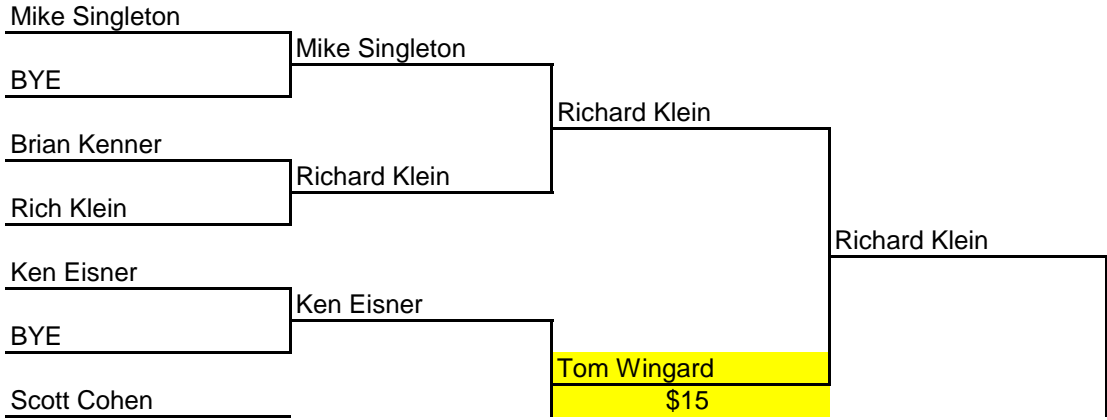 Mike Singleton
Mike Singleton
BYE
Richard Klein
Brian Kenner
Richard Klein
Rich Klein
Richard Klein
Ken Eisner
Ken Eisner
BYE
Tom Wingard
Scott Cohen
$15